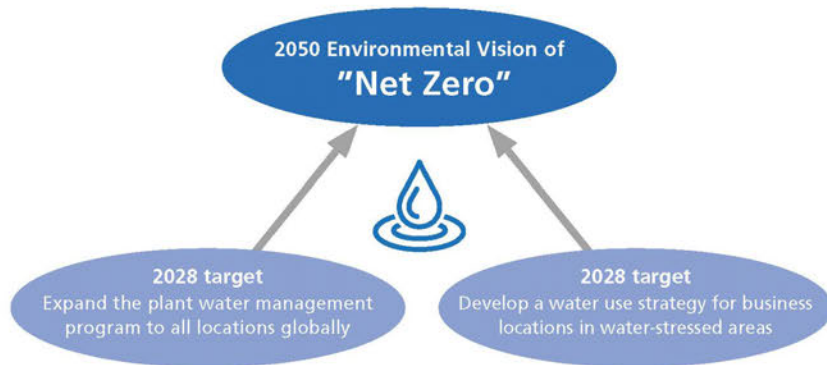 2050 Environmental Vision of
"Net Zero"
2028 target
Expand the plant water management
program to all locations globally
2028 target
Develop a water use strategy for business
locations in water-stressed areas